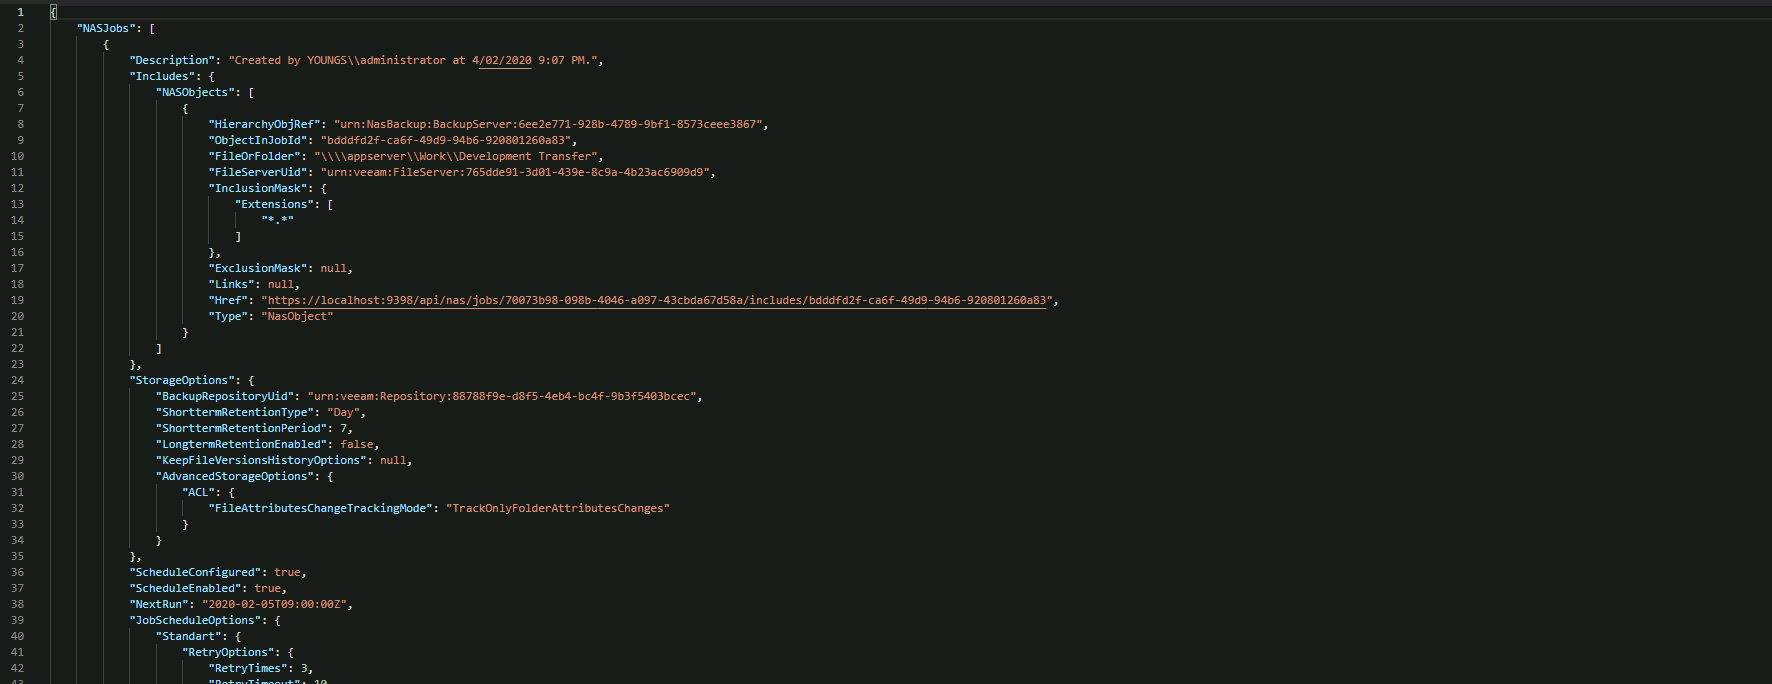 1 {
2 "NASJobs": [
3 {
4 "Description": "Created by YOUNGS\\administrator at 4/02/2020 9:07 PM.",
5 "Includes": {
6 "NASObjects": [
7 {
8 "HierarchyObjRef": "urn:NasBackup:BackupServer:6ee2e771-928b-4789-9bf1-8573ceee3867",
9 "ObjectInJobId": "bdddfd2f-ca6f-49d9-94b6-920801260a83",
10 "FileOrFolder": "\\\\appserver\\Work\\Development Transfer",
11 "FileServerUid": "urn:veeam:FileServer:765dde91-3d01-439e-8c9a-4b23ac6909d9",
12 "InclusionMask": {
13 "Extensions": [
14 "*.*"
15 ]
16 },
17 "ExclusionMask": null,
18 "Links": null,
19 "Href": "https://localhost:9398/api/nas/jobs/70073b98-098b-4046-a097-43cbda67d58a/includes/bdddfd2f-ca6f-49d9-94b6-920801260a83",
20 "Type": "NasObject"
21 }
22 ]
23 },
24 "StorageOptions": {
25 "BackupRepositoryUid": "urn:veeam:Repository:88788f9e-d8f5-4eb4-bc4f-9b3f5403bcec",
26 "ShorttermRetentionType": "Day",
27 "ShorttermRetentionPeriod": 7,
28 "LongtermRetentionEnabled": false,
29 "KeepFileVersionsHistoryOptions": null,
30 "AdvancedStorageOptions": {
31 "ACL": {
32 "FileAttributesChangeTrackingMode": "TrackOnlyFolderAttributesChanges"
33 }
34 }
35 },
36 "ScheduleConfigured": true,
37 "ScheduleEnabled": true,
38 "NextRun": "2020-02-05T09:00:00Z",
39 "JobScheduleOptions": {
40 "Standart": {
41 "RetryOptions": {
42 "RetryTimes": 3,
43 "RetryTimeout": 10